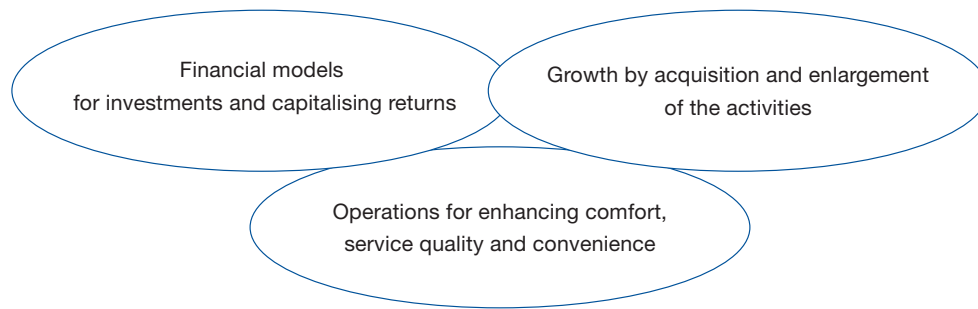 Financial models
for investments and capitalising returns
Growth by acquisition and enlargement
of the activities
Operations for enhancing comfort,
service quality and convenience